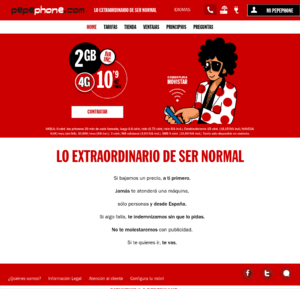 pepephone.com
LO EXTRAORDINARIO DE SER NORMAL
IDIOMAS
MI PEPEPHONE
HOME TARIFAS TIENDA VENTAJAS PRINCIPIOS PREGUNTAS
2GB
4G
10'9
COBERTURA
MOVISTAR
CONTRATAR
LO EXTRAORDINARIO DE SER NORMAL
Si bajamos un precio, a ti primero.
Jamás te atenderá una máquina,
sólo personas y desde España.
Si algo falla, te indemnizamos sin que lo pidas.
No te molestaremos con publicidad.
Si te quieres ir, te vas.
¿Quiénes somos? Información Legal Atención al cliente Configura tu móvil